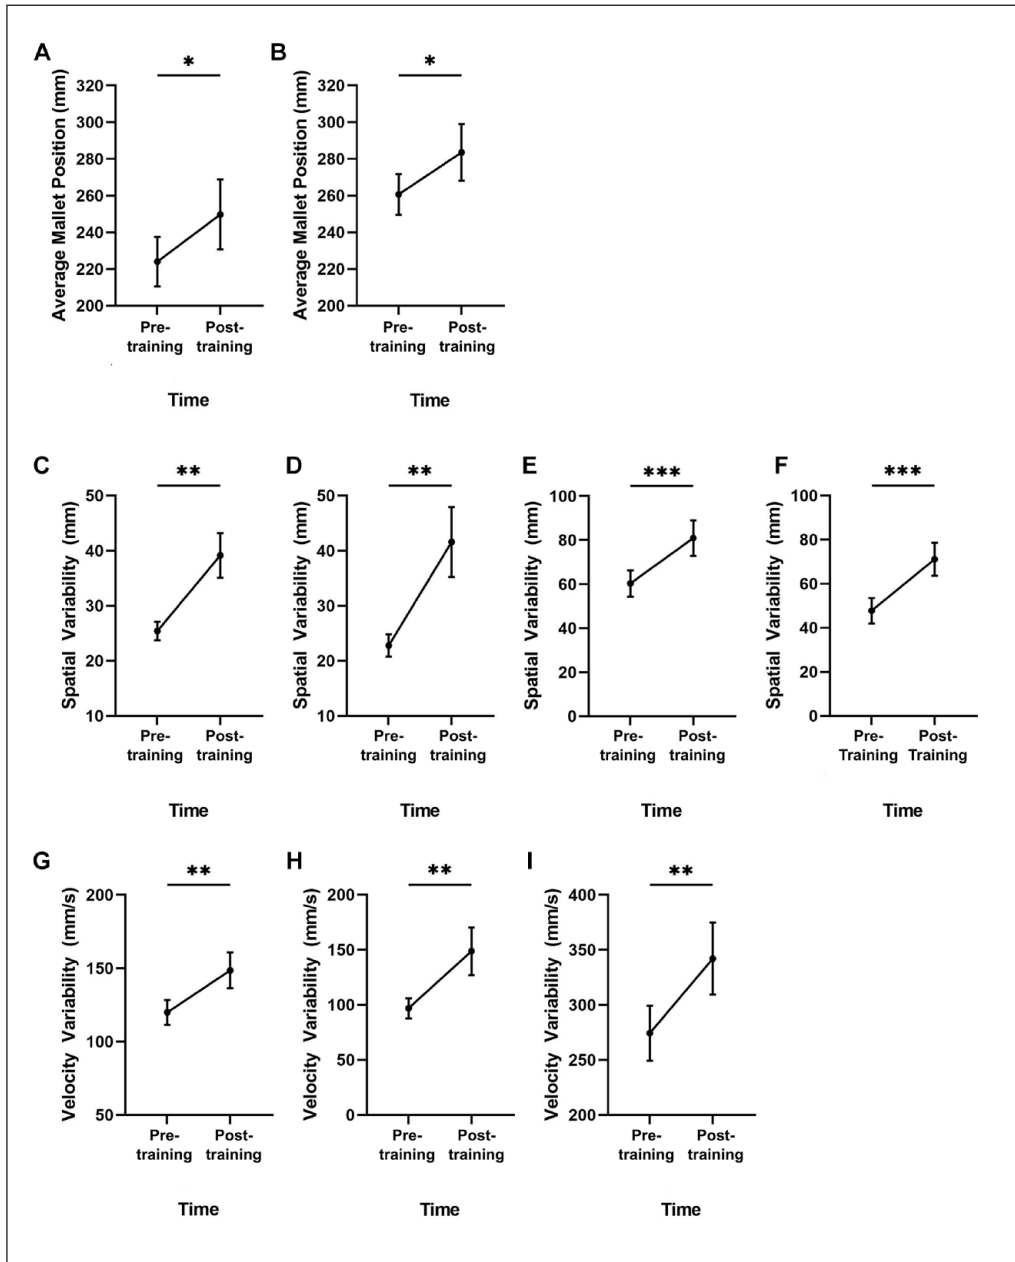 A
*
Average Mallet Position (mm)
320
300
280
260
240
220
200
Pre-training
Post-training
Time
B
*
Average Mallet Position (mm)
320
300
280
260
240
220
200
Pre-training
Post-training
Time
C
**
Spatial Variability (mm)
50
40
30
20
10
Pre-training
Post-training
Time
D
**
Spatial Variability (mm)
50
40
30
20
10
Pre-training
Post-training
Time
E
***
Spatial Variability (mm)
100
80
60
40
20
0
Pre-training
Post-training
Time
F
***
Spatial Variability (mm)
100
80
60
40
20
0
Pre-Training
Post-Training
Time
G
**
Velocity Variability (mm/s)
200
150
100
50
Pre-training
Post-training
Time
H
**
Velocity Variability (mm/s)
200
150
100
50
0
Pre-training
Post-training
Time
I
**
Velocity Variability (mm/s)
400
350
300
250
200
Pre-training
Post-training
Time